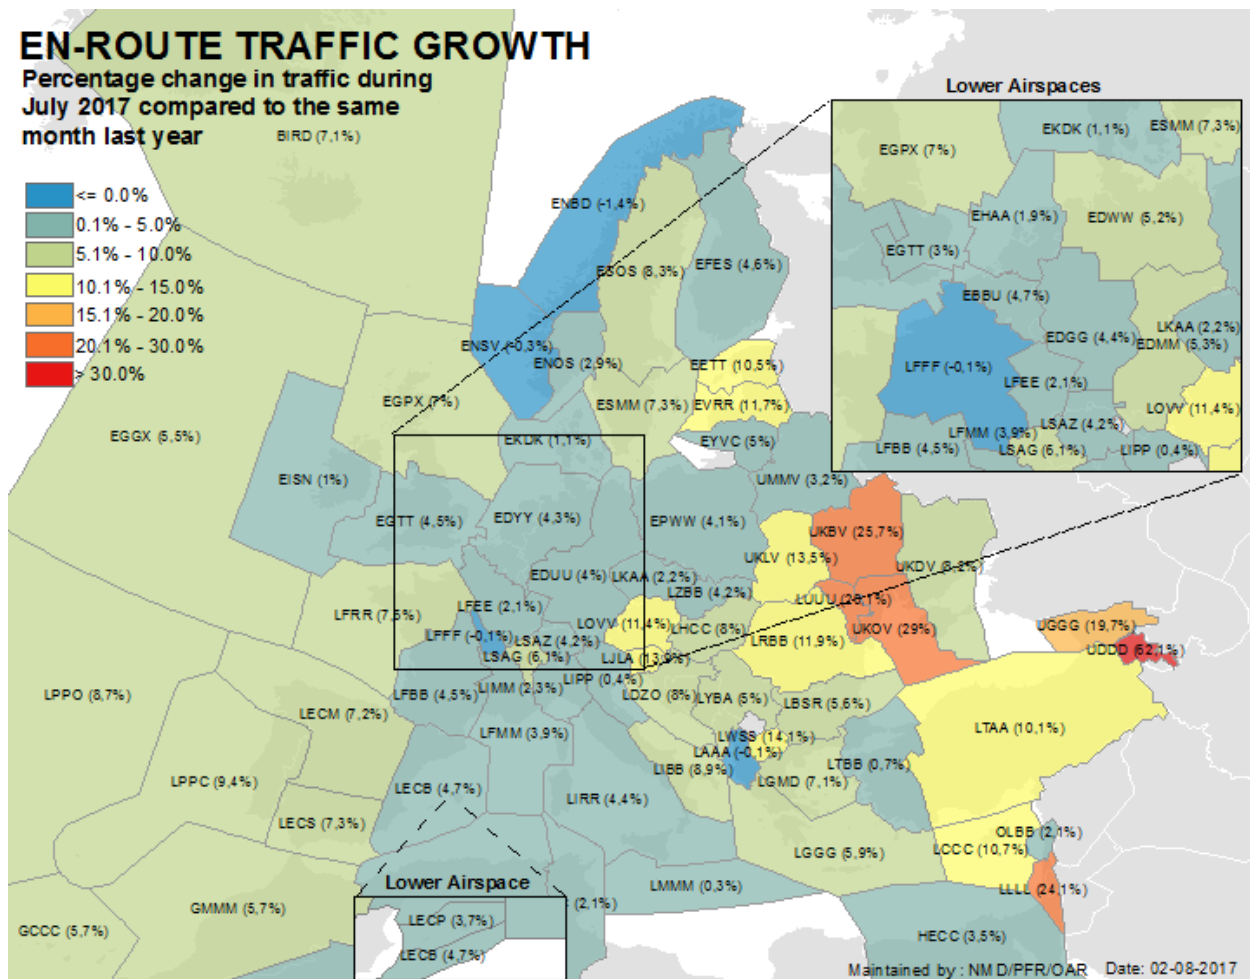 EN-ROUTE TRAFFIC GROWTH
Percentage change in traffic during
July 2017 compared to the same
month last year
<= 0.0%
0.1% - 5.0%
5.1% - 10.0%
10.1% - 15.0%
15.1% - 20.0%
20.1% - 30.0%
> 30.0%
BIRD (7,1%)
ENBD (-1,4%)
ESOS (8,3%)
EFES (4,6%)
ENSV (-0,3%)
ENOS (2,9%)
EETT (10,5%)
EGPX (7%)
ESMM (7,3%)
EVRR (11,7%)
EGGX (5,5%)
EKDK (1,1%)
EYVC (5%)
EISN (1%)
UMMV (3,2%)
EGTT (4,5%)
EDYY (4,3%)
EPWW (4,1%)
UKBV (25,7%)
UKLV (13,5%)
UKDV
EDUU (4%)
LKAA (2,2%)
LZBB (4,2%)
LUUU
LFRR (7,5%)
LFEE (2,1%)
LOVV (11,4%)
LHCC (8%)
UKOV (29%)
UGGG (19,7%)
LFFF (-0,1%)
LSAZ (4,2%)
LRBB (11,9%)
UDDD (62,1%)
LSAG (6,1%)
LJLA (13,9%)
LPPO (8,7%)
LFBB (4,5%)
LIMM (2,3%)
LIPP (0,4%)
LDZO (8%)
LYBA (5%)
LBSR (5,6%)
LECM (7,2%)
LTAA (10,1%)
LFMM (3,9%)
LWSS (14,1%)
LAAA (-0,1%)
LIBB (8,9%)
LTBB (0,7%)
LPPC (9,4%)
LGMD (7,1%)
LECB (4,7%)
LIRR (4,4%)
LECS (7,3%)
OLBB (2,1%)
LCCC (10,7%)
LGGG (5,9%)
LMMM (0,3%)
LLLL (24,1%)
GMMM (5,7%)
(2,1%)
GCCC (5,7%)
HECC (3,5%)
Lower Airspace
LECP (3,7%)
LECB (4,7%)
Lower Airspaces
EKDK (1,1%)
ESMM (7,3%)
EGPX (7%)
EHAA (1,9%)
EDWW (5,2%)
EGTT (3%)
EBBU (4,7%)
LKAA (2,2%)
EDGG (4,4%)
EDMM (5,3%)
LFFF (-0,1%)
LFEE (2,1%)
LOVV (11,4%)
LSAZ (4,2%)
LFMM (3,9%)
LFBB (4,5%)
LSAG (6,1%)
LIPP (0,4%)
Maintained by : NMD/PFR/OAR Date: 02-08-2017